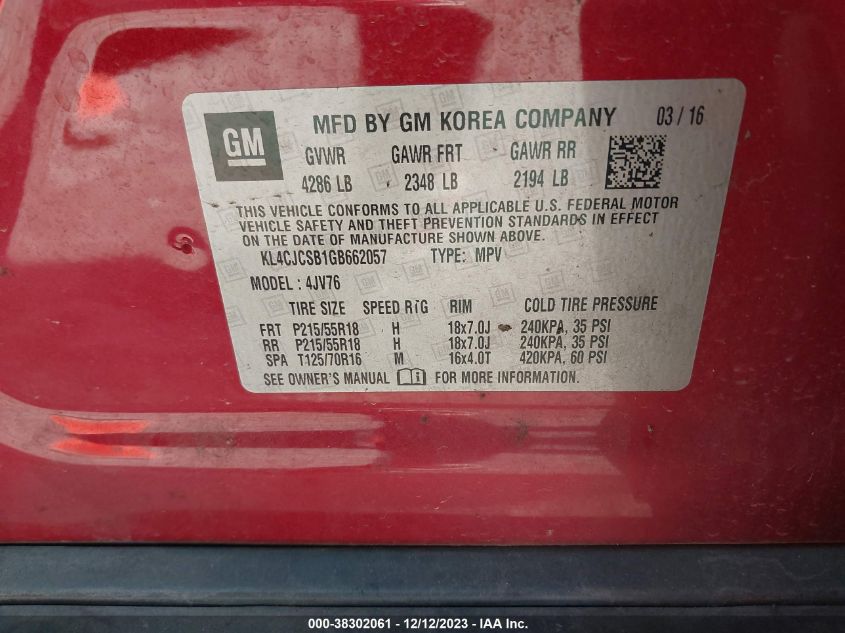 GM
MFD BY GM KOREA COMPANY 03 / 16
GVWR GAWR FRT GAWR RR
4286 LB 2348 LB 2194 LB
THIS VEHICLE CONFORMS TO ALL APPLICABLE U.S. FEDERAL MOTOR
VEHICLE SAFETY AND THEFT PREVENTION STANDARDS IN EFFECT
ON THE DATE OF MANUFACTURE SHOWN ABOVE.
KL4CJCSB1GB662057 TYPE: MPV
MODEL : 4JV76
TIRE SIZE SPEED RTG RIM COLD TIRE PRESSURE
FRT P215/55R18 H 18x7.0J 240KPA, 35 PSI
RR P215/55R18 H 18x7.0J 240KPA, 35 PSI
SPA T125/70R16 M 16x4.0T 420KPA, 60 PSI
SEE OWNER'S MANUAL FOR MORE INFORMATION.
000-38302061 - 12/12/2023 - IAA Inc.